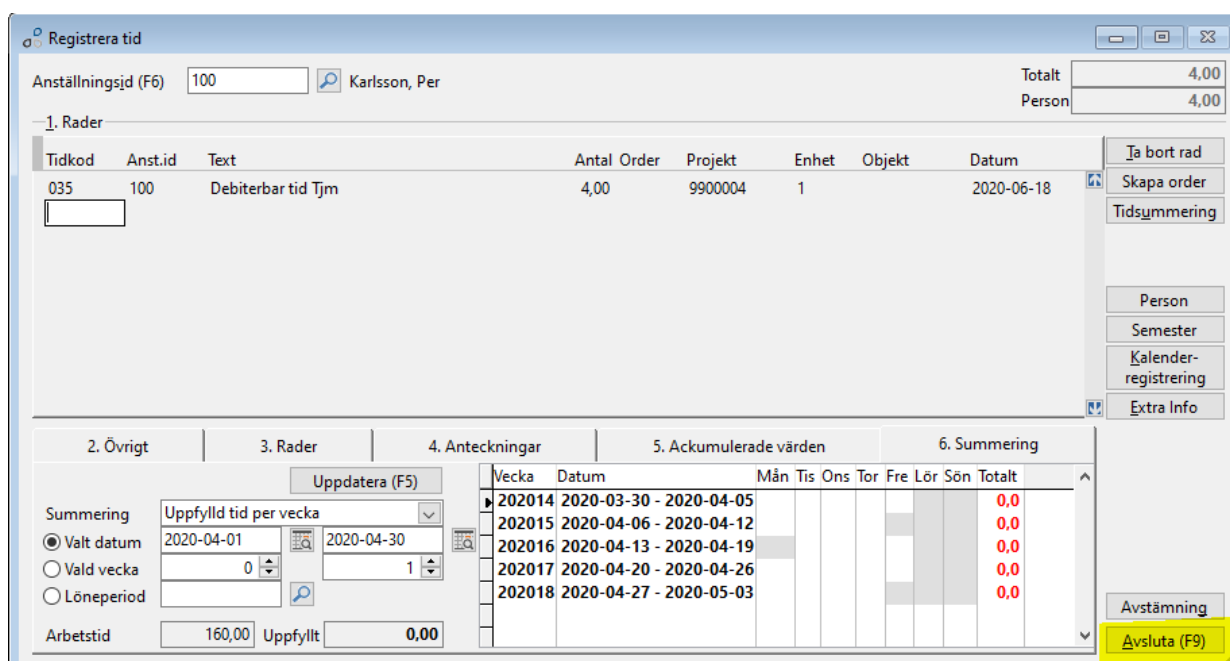 Registrera tid
Anställningsid (F6) 100 Karlsson, Per
Totalt 4,00
Person 4,00
1. Rader
Tidkod Anst.id Text Antal Order Projekt Enhet Objekt Datum
035 100 Debiterbar tid Tjm 4,00 9900004 1 2020-06-18
Ta bort rad
Skapa order
Tidsummering
Person
Semester
Kalender-
registrering
Extra Info
2. Övrigt 3. Rader 4. Anteckningar 5. Ackumulerade värden 6. Summering
Uppdatera (F5)
Summering Uppfylld tid per vecka
Valt datum 2020-04-01 2020-04-30
Vald vecka 0 1
Löneperiod
Arbetstid 160,00 Uppfyllt 0,00
Vecka Datum Mån Tis Ons Tor Fre Lör Sön Totalt
202014 2020-03-30 - 2020-04-05 0,0
202015 2020-04-06 - 2020-04-12 0,0
202016 2020-04-13 - 2020-04-19 0,0
202017 2020-04-20 - 2020-04-26 0,0
202018 2020-04-27 - 2020-05-03 0,0
Avstämning
Avsluta (F9)